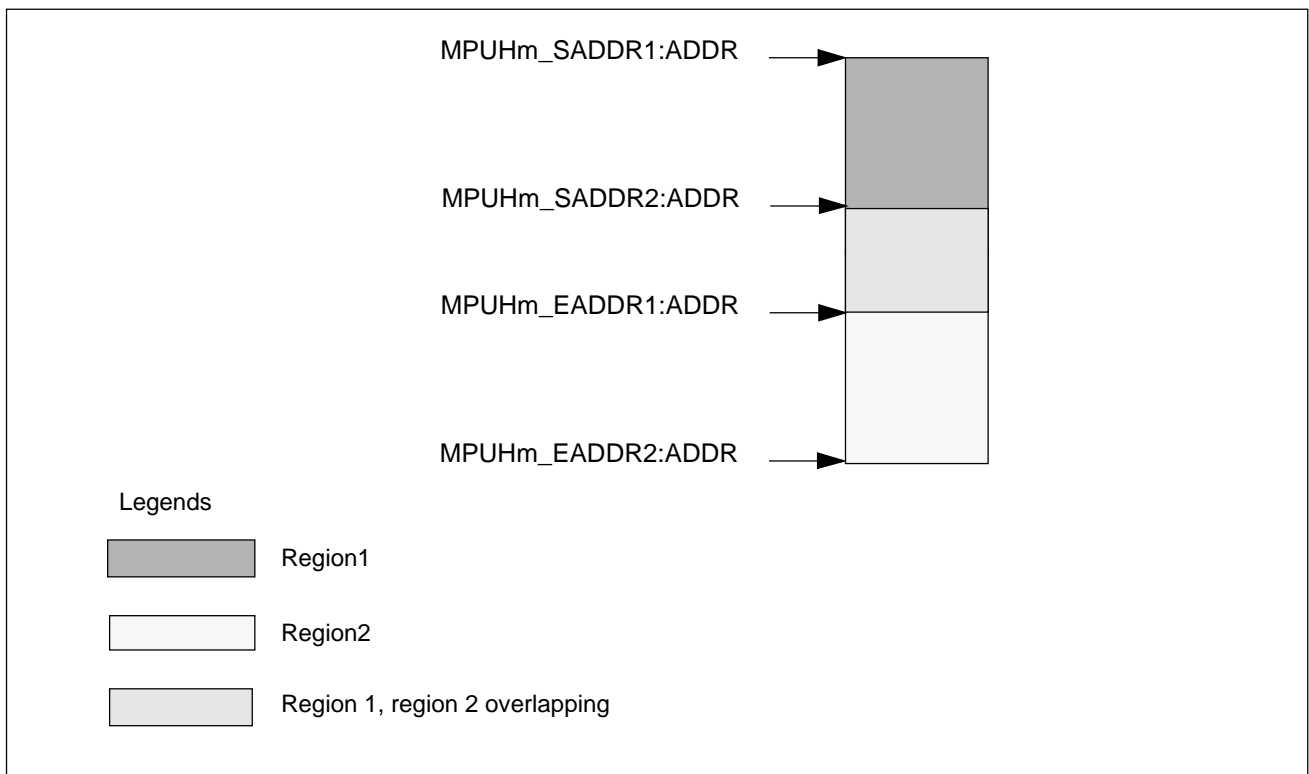 MPUHm_SADDR1:ADDR
MPUHm_SADDR2:ADDR
MPUHm_EADDR1:ADDR
MPUHm_EADDR2:ADDR
Legends
Region1
Region2
Region 1, region 2 overlapping